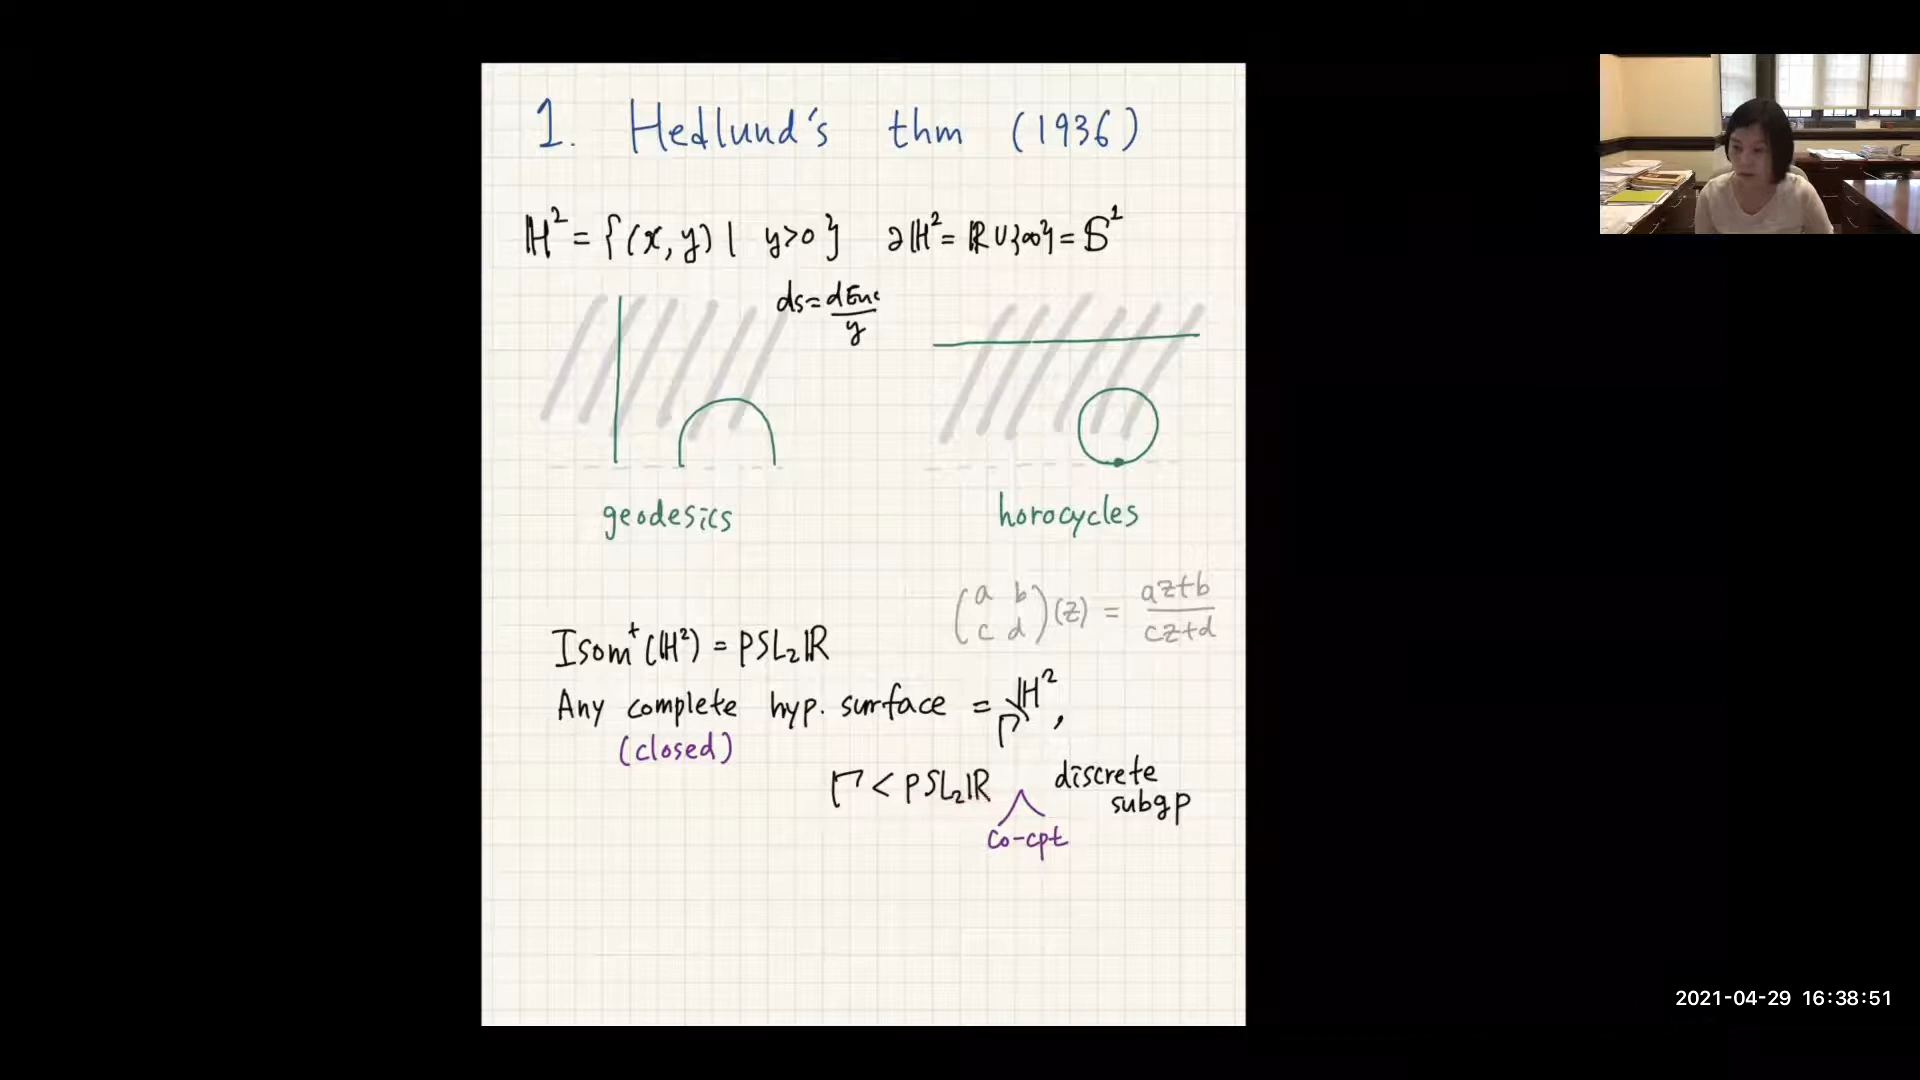 1. Hedlund's thm (1936)
ℍ² = {(x,y) | y>0} ∂ℍ² = ℝ∪{∞} = S¹
ds = dEuc / y
geodesics horocycles
(a b c d)(z) = az+b / cz+d
Isom⁺(ℍ²) = PSL₂ℝ
Any complete hyp. surface = Γ\ℍ²,
(closed)
Γ < PSL₂ℝ discrete
subgp
co-cpt
2021-04-29 16:38:51